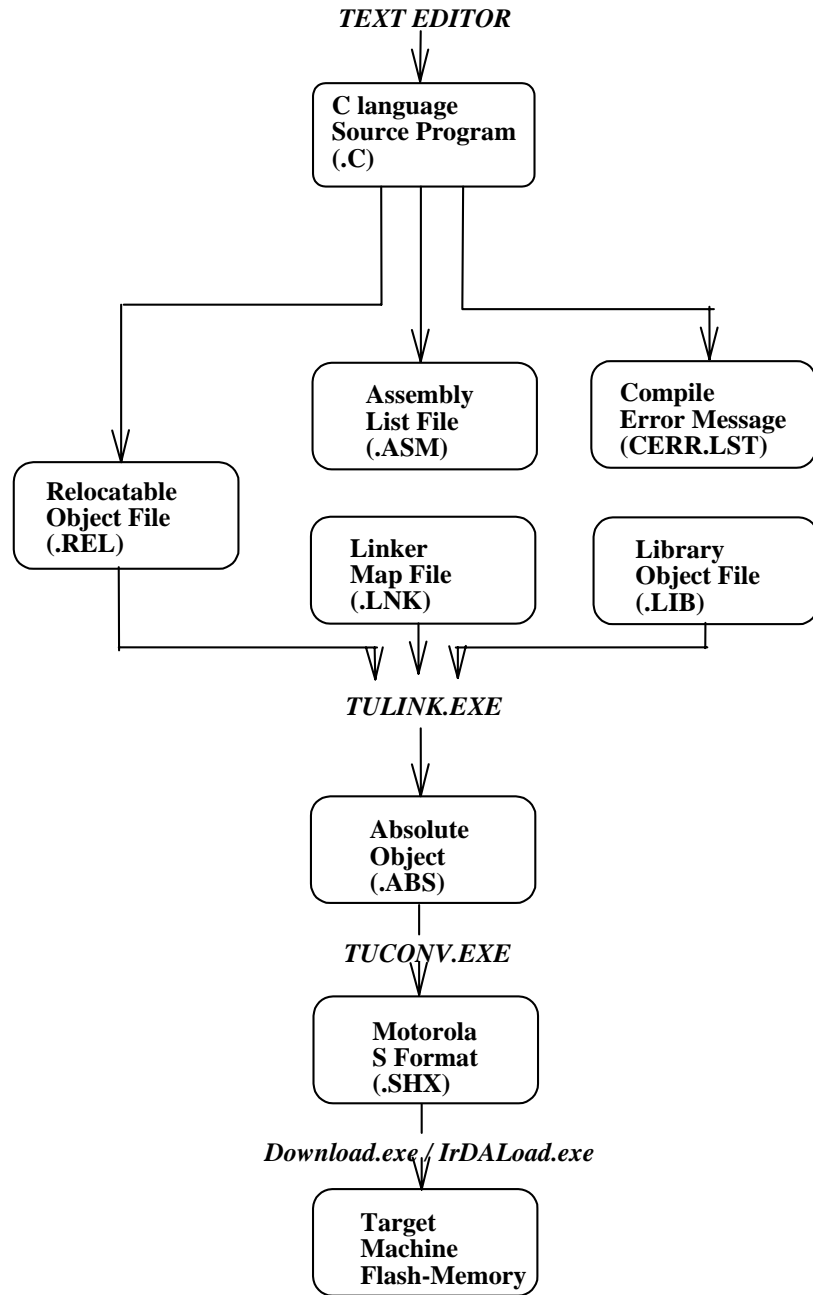 TEXT EDITOR
C language
Source Program
(.C)
Assembly
List File
(.ASM)
Compile
Error Message
(CERR.LST)
Relocatable
Object File
(.REL)
Linker
Map File
(.LNK)
Library
Object File
(.LIB)
TULINK.EXE
Absolute
Object
(.ABS)
TUCONV.EXE
Motorola
S Format
(.SHX)
Download.exe / IrDALoad.exe
Target
Machine
Flash-Memory